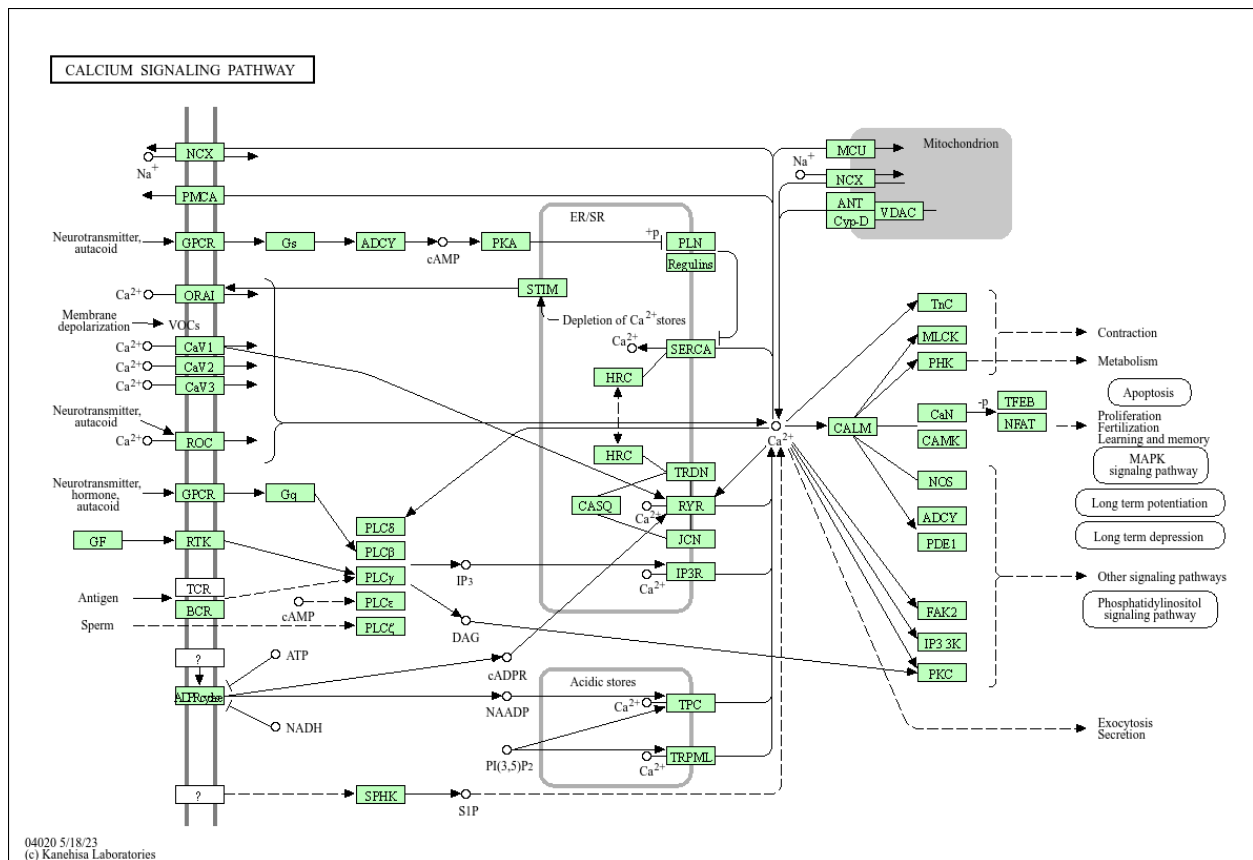 CALCIUM SIGNALING PATHWAY
NCX
Na+
PMCA
MCU
Mitochondrion
Na+
NCX
ANT
Cyp-D
VDAC
ER/SR
Neurotransmitter,
autacoid
GPCR
Gs
ADCY
cAMP
PKA
+p
PLN
Regulins
Ca2+
ORAI
STIM
Depletion of Ca2+ stores
Membrane
depolarization
VOCs
Ca2+
CaV1
Ca2+
CaV2
Ca2+
CaV3
Ca2+
SERCA
HRC
HRC
TnC
MLCK
PHK
Contraction
Metabolism
Apoptosis
Neurotransmitter,
autacoid
Ca2+
ROC
Ca2+
CALM
CaN
CAMK
-p
TFEB
NFAT
Proliferation
Fertilization
Learning and memory
MAPK
signalng pathway
Long term potentiation
Long term depression
TRDN
CASQ
Ca2+
RYR
JCN
NOS
ADCY
PDE1
Neurotransmitter,
hormone,
autacoid
GPCR
Gq
PLCδ
PLCβ
GF
RTK
PLCγ
IP3
IP3R
Ca2+
Antigen
TCR
BCR
cAMP
PLCε
Sperm
PLCζ
DAG
Other signaling pathways
Phosphatidylinositol
signaling pathway
FAK2
IP3 3K
PKC
?
ATP
cADPR
NADH
NAADP
Acidic stores
Ca2+
TPC
PI(3,5)P2
Ca2+
TRPML
Exocytosis
Secretion
?
SPHK
S1P
04020 5/18/23
(c) Kanehisa Laboratories